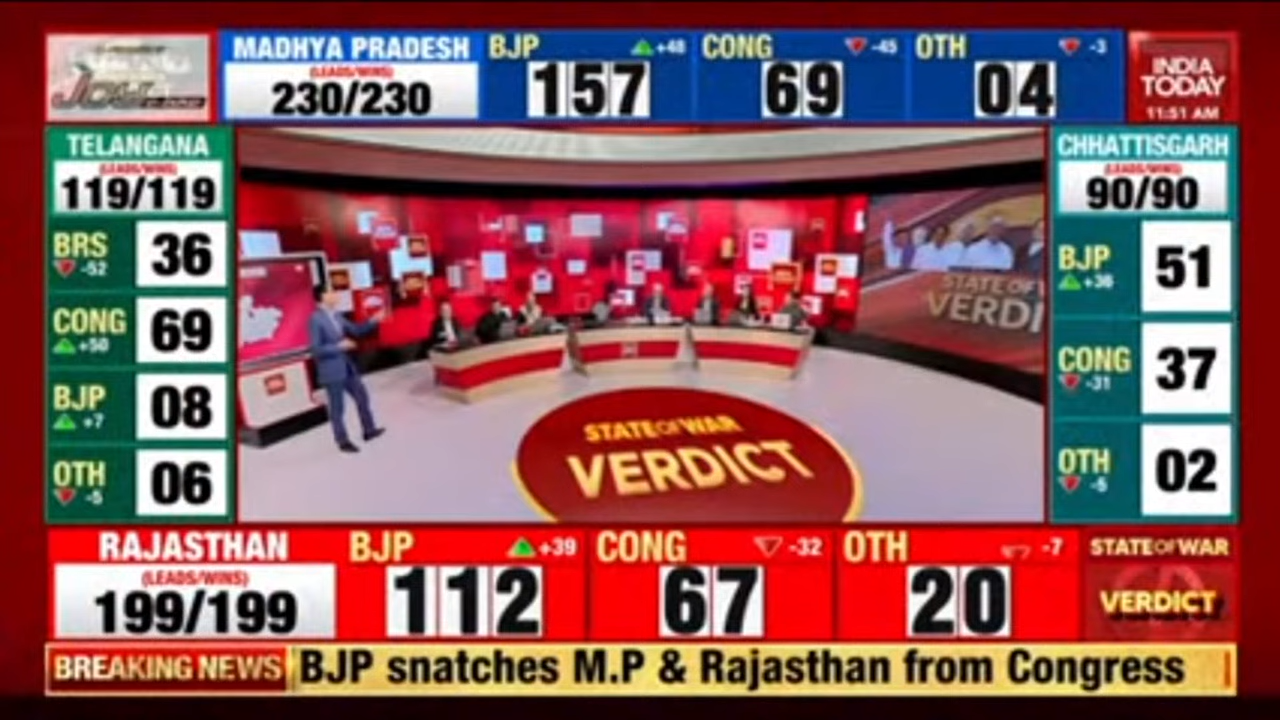 MADHYA PRADESH
(LEADS/WINS)
230/230
BJP +48
157
CONG -45
69
OTH -3
04
INDIA
TODAY
11:51 AM
TELANGANA
(LEADS/WINS)
119/119
BRS
-52
36
CONG
+50
69
BJP
+7
08
OTH
-5
06
STATE OF WAR
VERDICT
STATE OF
VERDI
CHHATTISGARH
(LEADS/WINS)
90/90
BJP
+36
51
CONG
-31
37
OTH
-5
02
RAJASTHAN
(LEADS/WINS)
199/199
BJP +39
112
CONG -32
67
OTH -7
20
STATE OF WAR
VERDICT
BREAKING NEWS BJP snatches M.P & Rajasthan from Congress